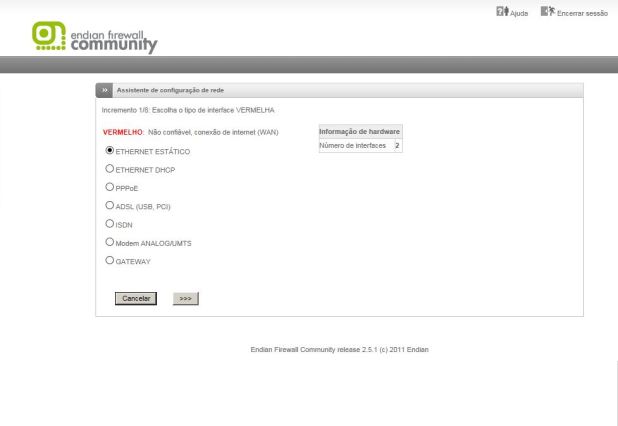 Ajuda Encerrar sessão
endian firewall
community
Assistente de configuração de rede
Incremento 1/8: Escolha o tipo de interface VERMELHA
VERMELHO: Não confiável, conexão de internet (WAN)
Informação de hardware
Número de interfaces 2
ETHERNET ESTÁTICO
ETHERNET DHCP
PPPoE
ADSL (USB, PCI)
ISDN
Modem ANALOG/UMTS
GATEWAY
Cancelar >>>
Endian Firewall Community release 2.5.1 (c) 2011 Endian